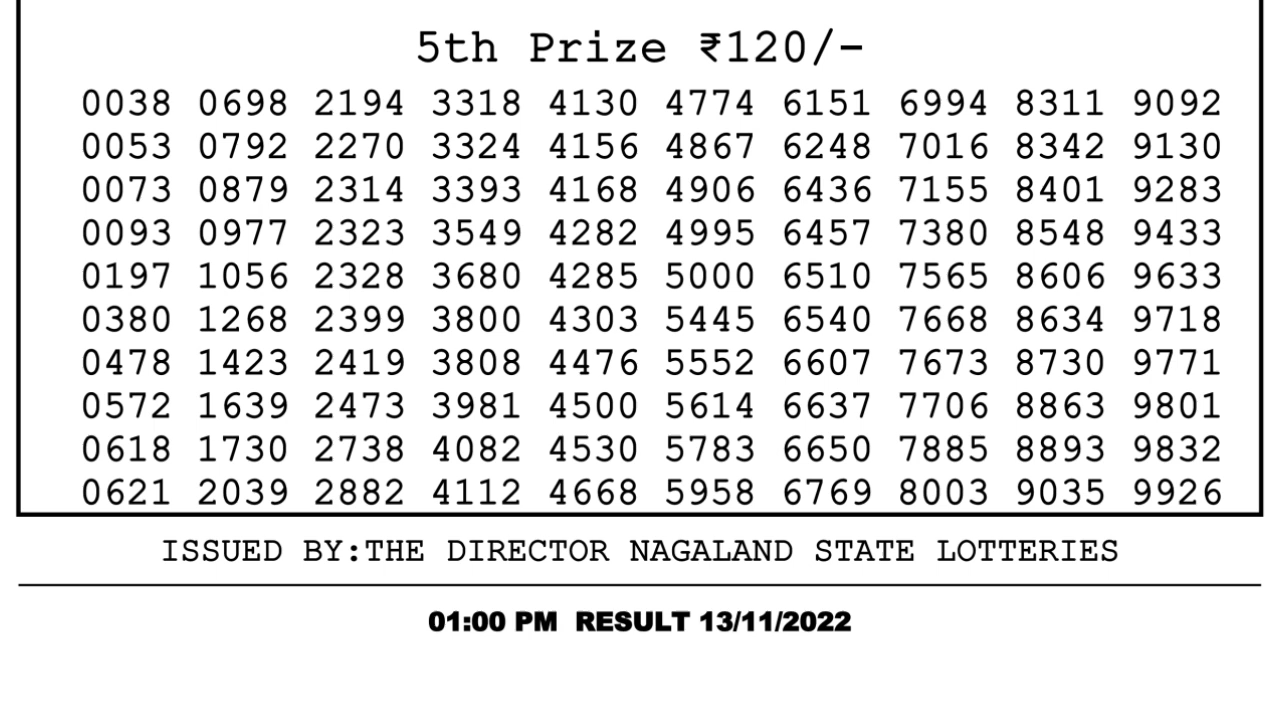 5th Prize ₹120/-
0038 0698 2194 3318 4130 4774 6151 6994 8311 9092
0053 0792 2270 3324 4156 4867 6248 7016 8342 9130
0073 0879 2314 3393 4168 4906 6436 7155 8401 9283
0093 0977 2323 3549 4282 4995 6457 7380 8548 9433
0197 1056 2328 3680 4285 5000 6510 7565 8606 9633
0380 1268 2399 3800 4303 5445 6540 7668 8634 9718
0478 1423 2419 3808 4476 5552 6607 7673 8730 9771
0572 1639 2473 3981 4500 5614 6637 7706 8863 9801
0618 1730 2738 4082 4530 5783 6650 7885 8893 9832
0621 2039 2882 4112 4668 5958 6769 8003 9035 9926
ISSUED BY:THE DIRECTOR NAGALAND STATE LOTTERIES
01:00 PM RESULT 13/11/2022